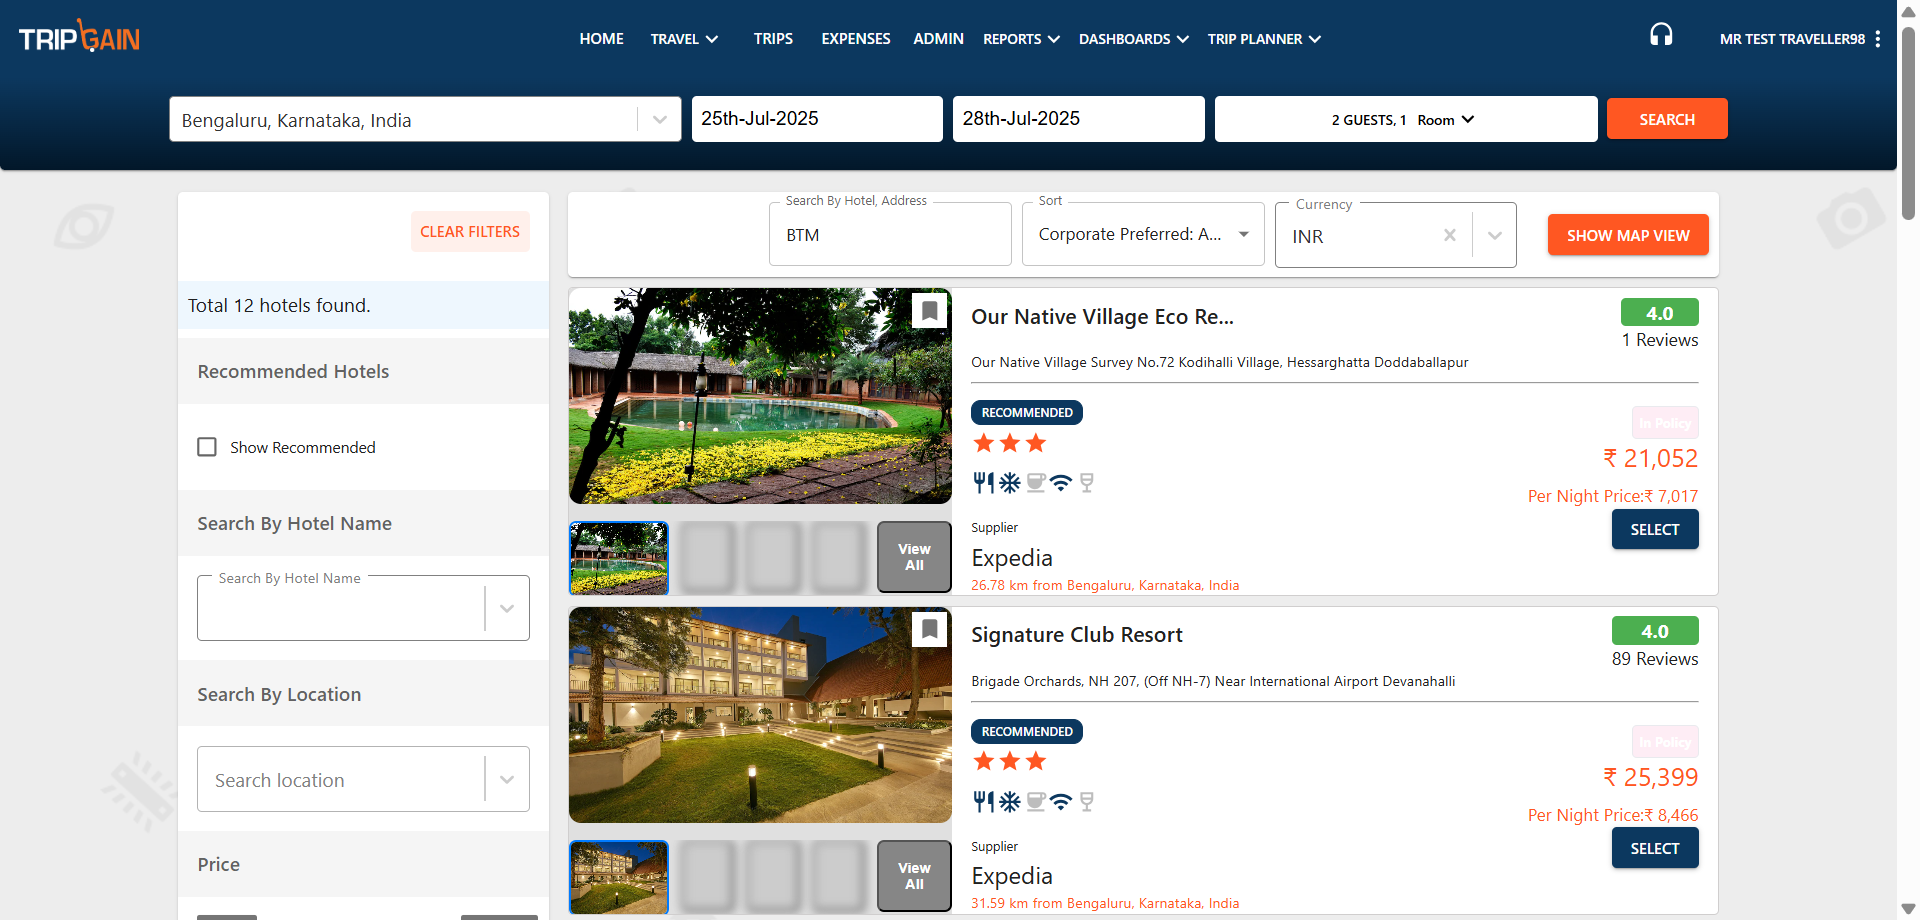 TRIPGAIN
HOME
TRAVEL
TRIPS
EXPENSES
ADMIN
REPORTS
DASHBOARDS
TRIP PLANNER
MR TEST TRAVELLER98
Bengaluru, Karnataka, India
25th-Jul-2025
28th-Jul-2025
2 GUESTS, 1 Room
SEARCH
CLEAR FILTERS
Total 12 hotels found.
Recommended Hotels
Show Recommended
Search By Hotel Name
Search By Hotel Name
Search By Location
Search location
Price
Search By Hotel, Address
BTM
Sort
Corporate Preferred: A...
Currency
INR
SHOW MAP VIEW
Our Native Village Eco Re...
4.0
1 Reviews
Our Native Village Survey No.72 Kodihalli Village, Hessarghatta Doddaballapur
RECOMMENDED
In Policy
₹ 21,052
Per Night Price:₹ 7,017
SELECT
View
All
Supplier
Expedia
26.78 km from Bengaluru, Karnataka, India
Signature Club Resort
4.0
89 Reviews
Brigade Orchards, NH 207, (Off NH-7) Near International Airport Devanahalli
RECOMMENDED
In Policy
₹ 25,399
Per Night Price:₹ 8,466
SELECT
View
All
Supplier
Expedia
31.59 km from Bengaluru, Karnataka, India